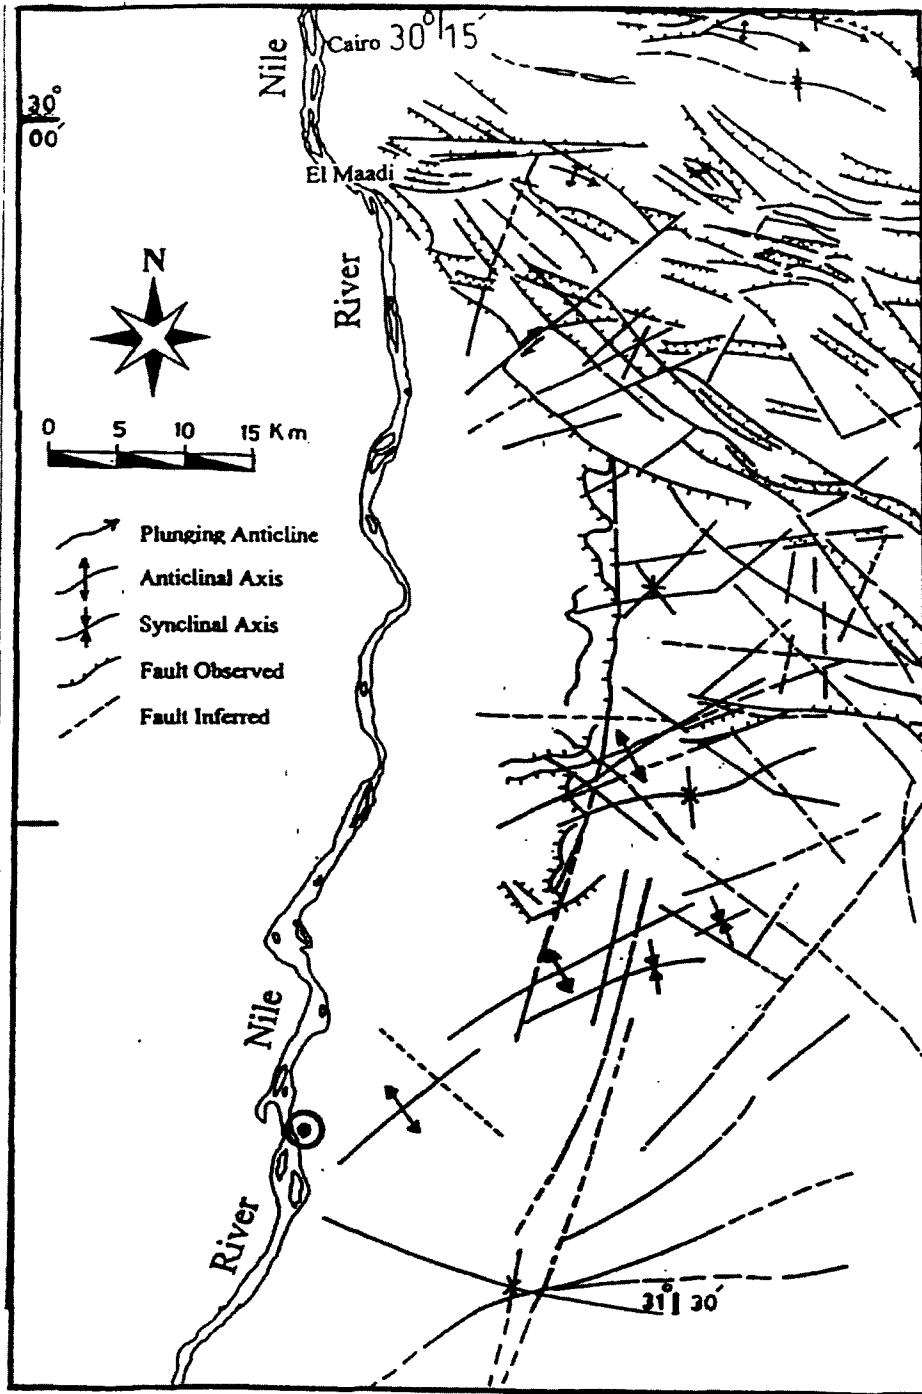 Nile
Cairo
30° 15′
30°
00′
El Maadi
River
N
0 5 10 15 Km
Plunging Anticline
Anticlinal Axis
Synclinal Axis
Fault Observed
Fault Inferred
Nile
River
31° 30′